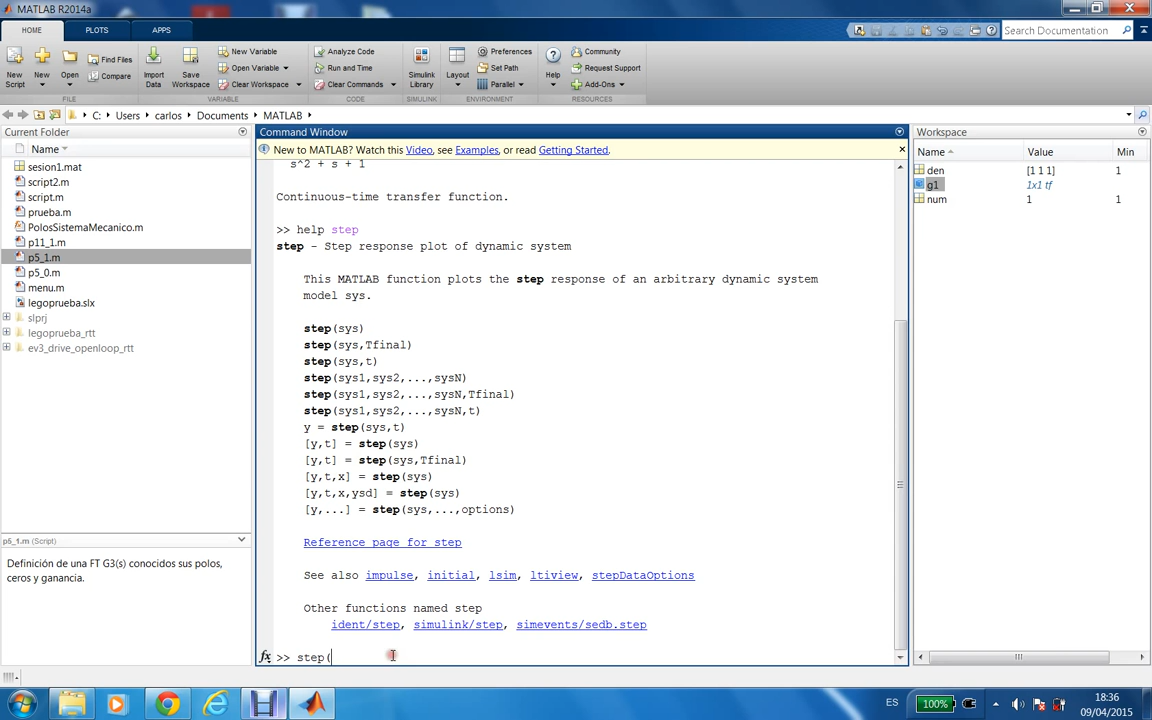 MATLAB R2014a
HOME PLOTS APPS
Search Documentation
New Script
New
Open
Find Files
Compare
Import Data
Save Workspace
New Variable
Open Variable
Clear Workspace
Analyze Code
Run and Time
Clear Commands
Simulink Library
Layout
Preferences
Set Path
Parallel
Help
Community
Request Support
Add-Ons
FILE VARIABLE CODE SIMULINK ENVIRONMENT RESOURCES
C: Users carlos Documents MATLAB
Current Folder
Name
sesion1.mat
script2.m
script.m
prueba.m
PolosSistemaMecanico.m
p11_1.m
p5_1.m
p5_0.m
menu.m
legoprueba.slx
slprj
legoprueba_rtt
ev3_drive_openloop_rtt
p5_1.m (Script)
Definición de una FT G3(s) conocidos sus polos,
ceros y ganancia.
Command Window
New to MATLAB? Watch this Video, see Examples, or read Getting Started.
s^2 + s + 1
Continuous-time transfer function.
>> help step
step - Step response plot of dynamic system
This MATLAB function plots the step response of an arbitrary dynamic system
model sys.
step(sys)
step(sys,Tfinal)
step(sys,t)
step(sys1,sys2,...,sysN)
step(sys1,sys2,...,sysN,Tfinal)
step(sys1,sys2,...,sysN,t)
y = step(sys,t)
[y,t] = step(sys)
[y,t] = step(sys,Tfinal)
[y,t,x] = step(sys)
[y,t,x,ysd] = step(sys)
[y,...] = step(sys,...,options)
Reference page for step
See also impulse, initial, lsim, ltiview, stepDataOptions
Other functions named step
ident/step, simulink/step, simevents/sedb.step
fx >> step(
Workspace
Name Value Min
den [1 1 1] 1
g1 1x1 tf
num 1 1
ES
100%
18:36
09/04/2015